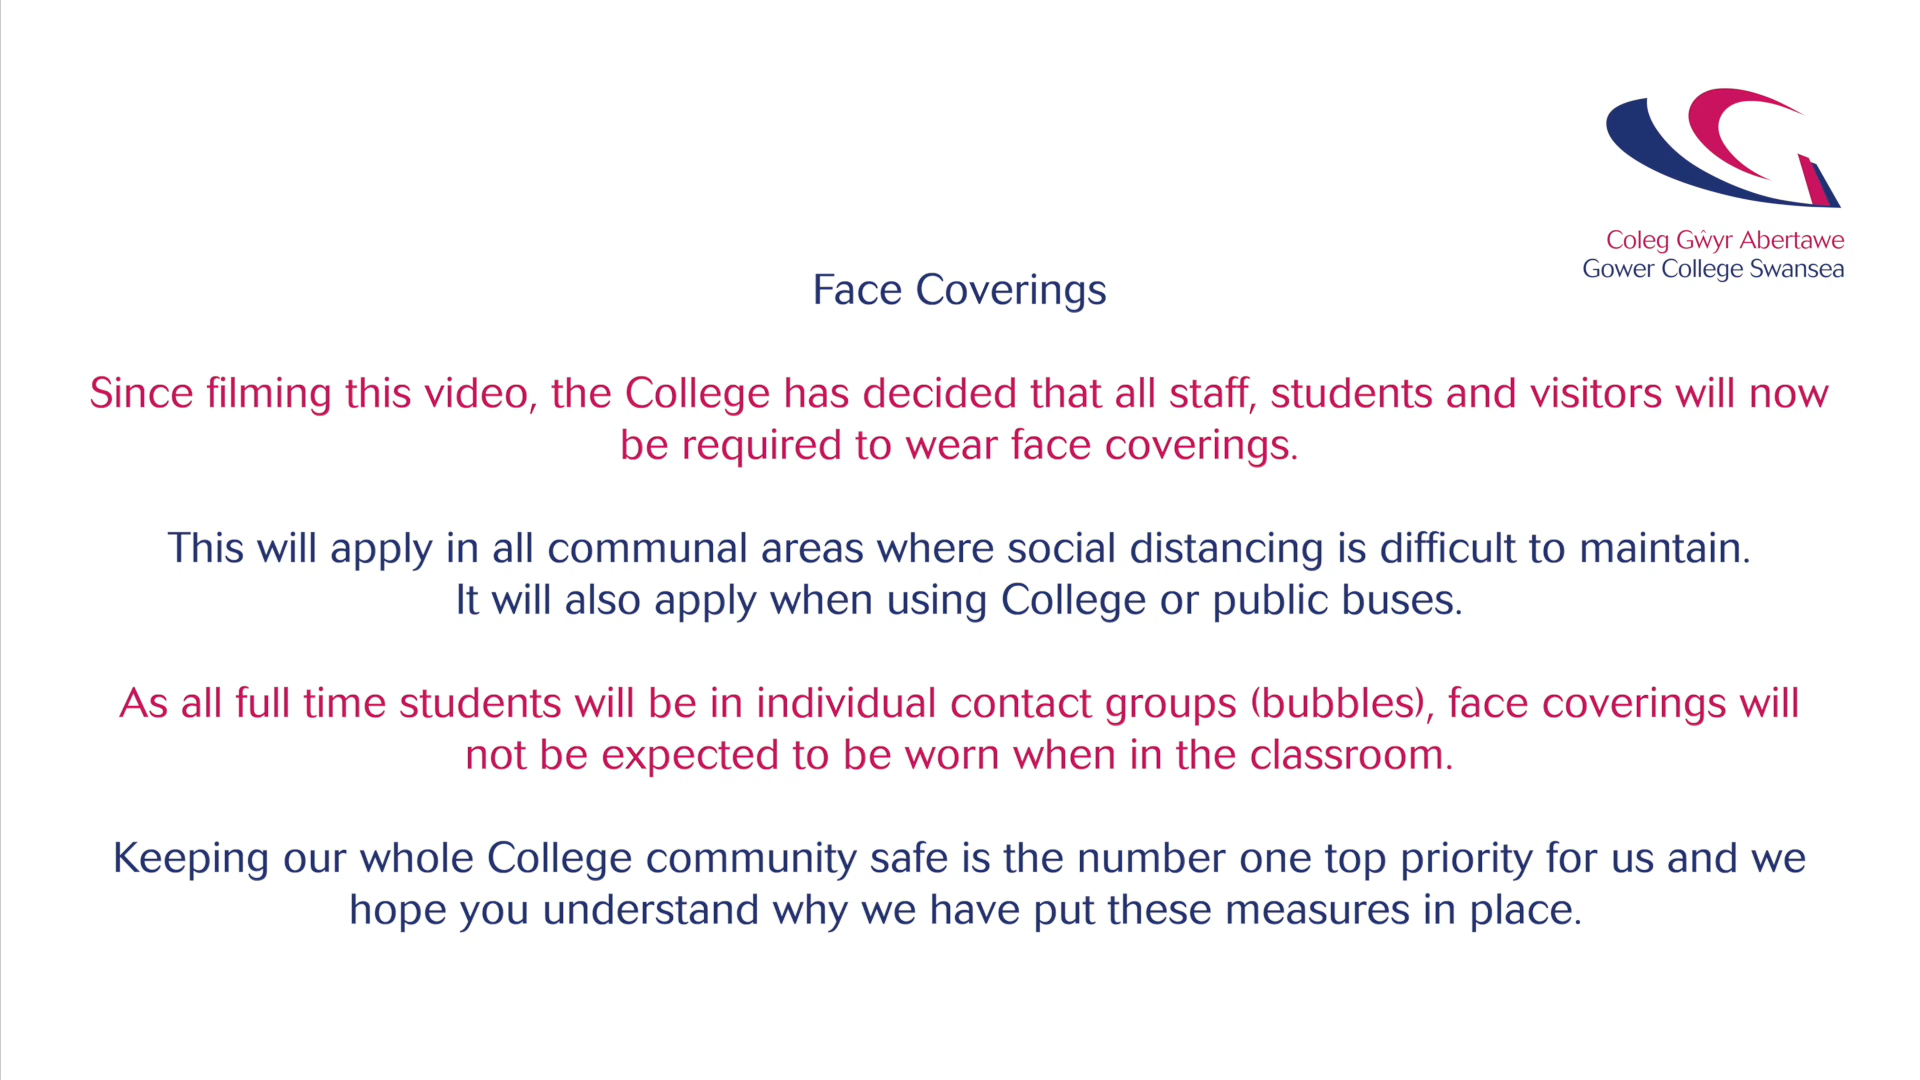 Coleg Gŵyr Abertawe
Gower College Swansea
Face Coverings
Since filming this video, the College has decided that all staff, students and visitors will now
be required to wear face coverings.
This will apply in all communal areas where social distancing is difficult to maintain.
It will also apply when using College or public buses.
As all full time students will be in individual contact groups (bubbles), face coverings will
not be expected to be worn when in the classroom.
Keeping our whole College community safe is the number one top priority for us and we
hope you understand why we have put these measures in place.